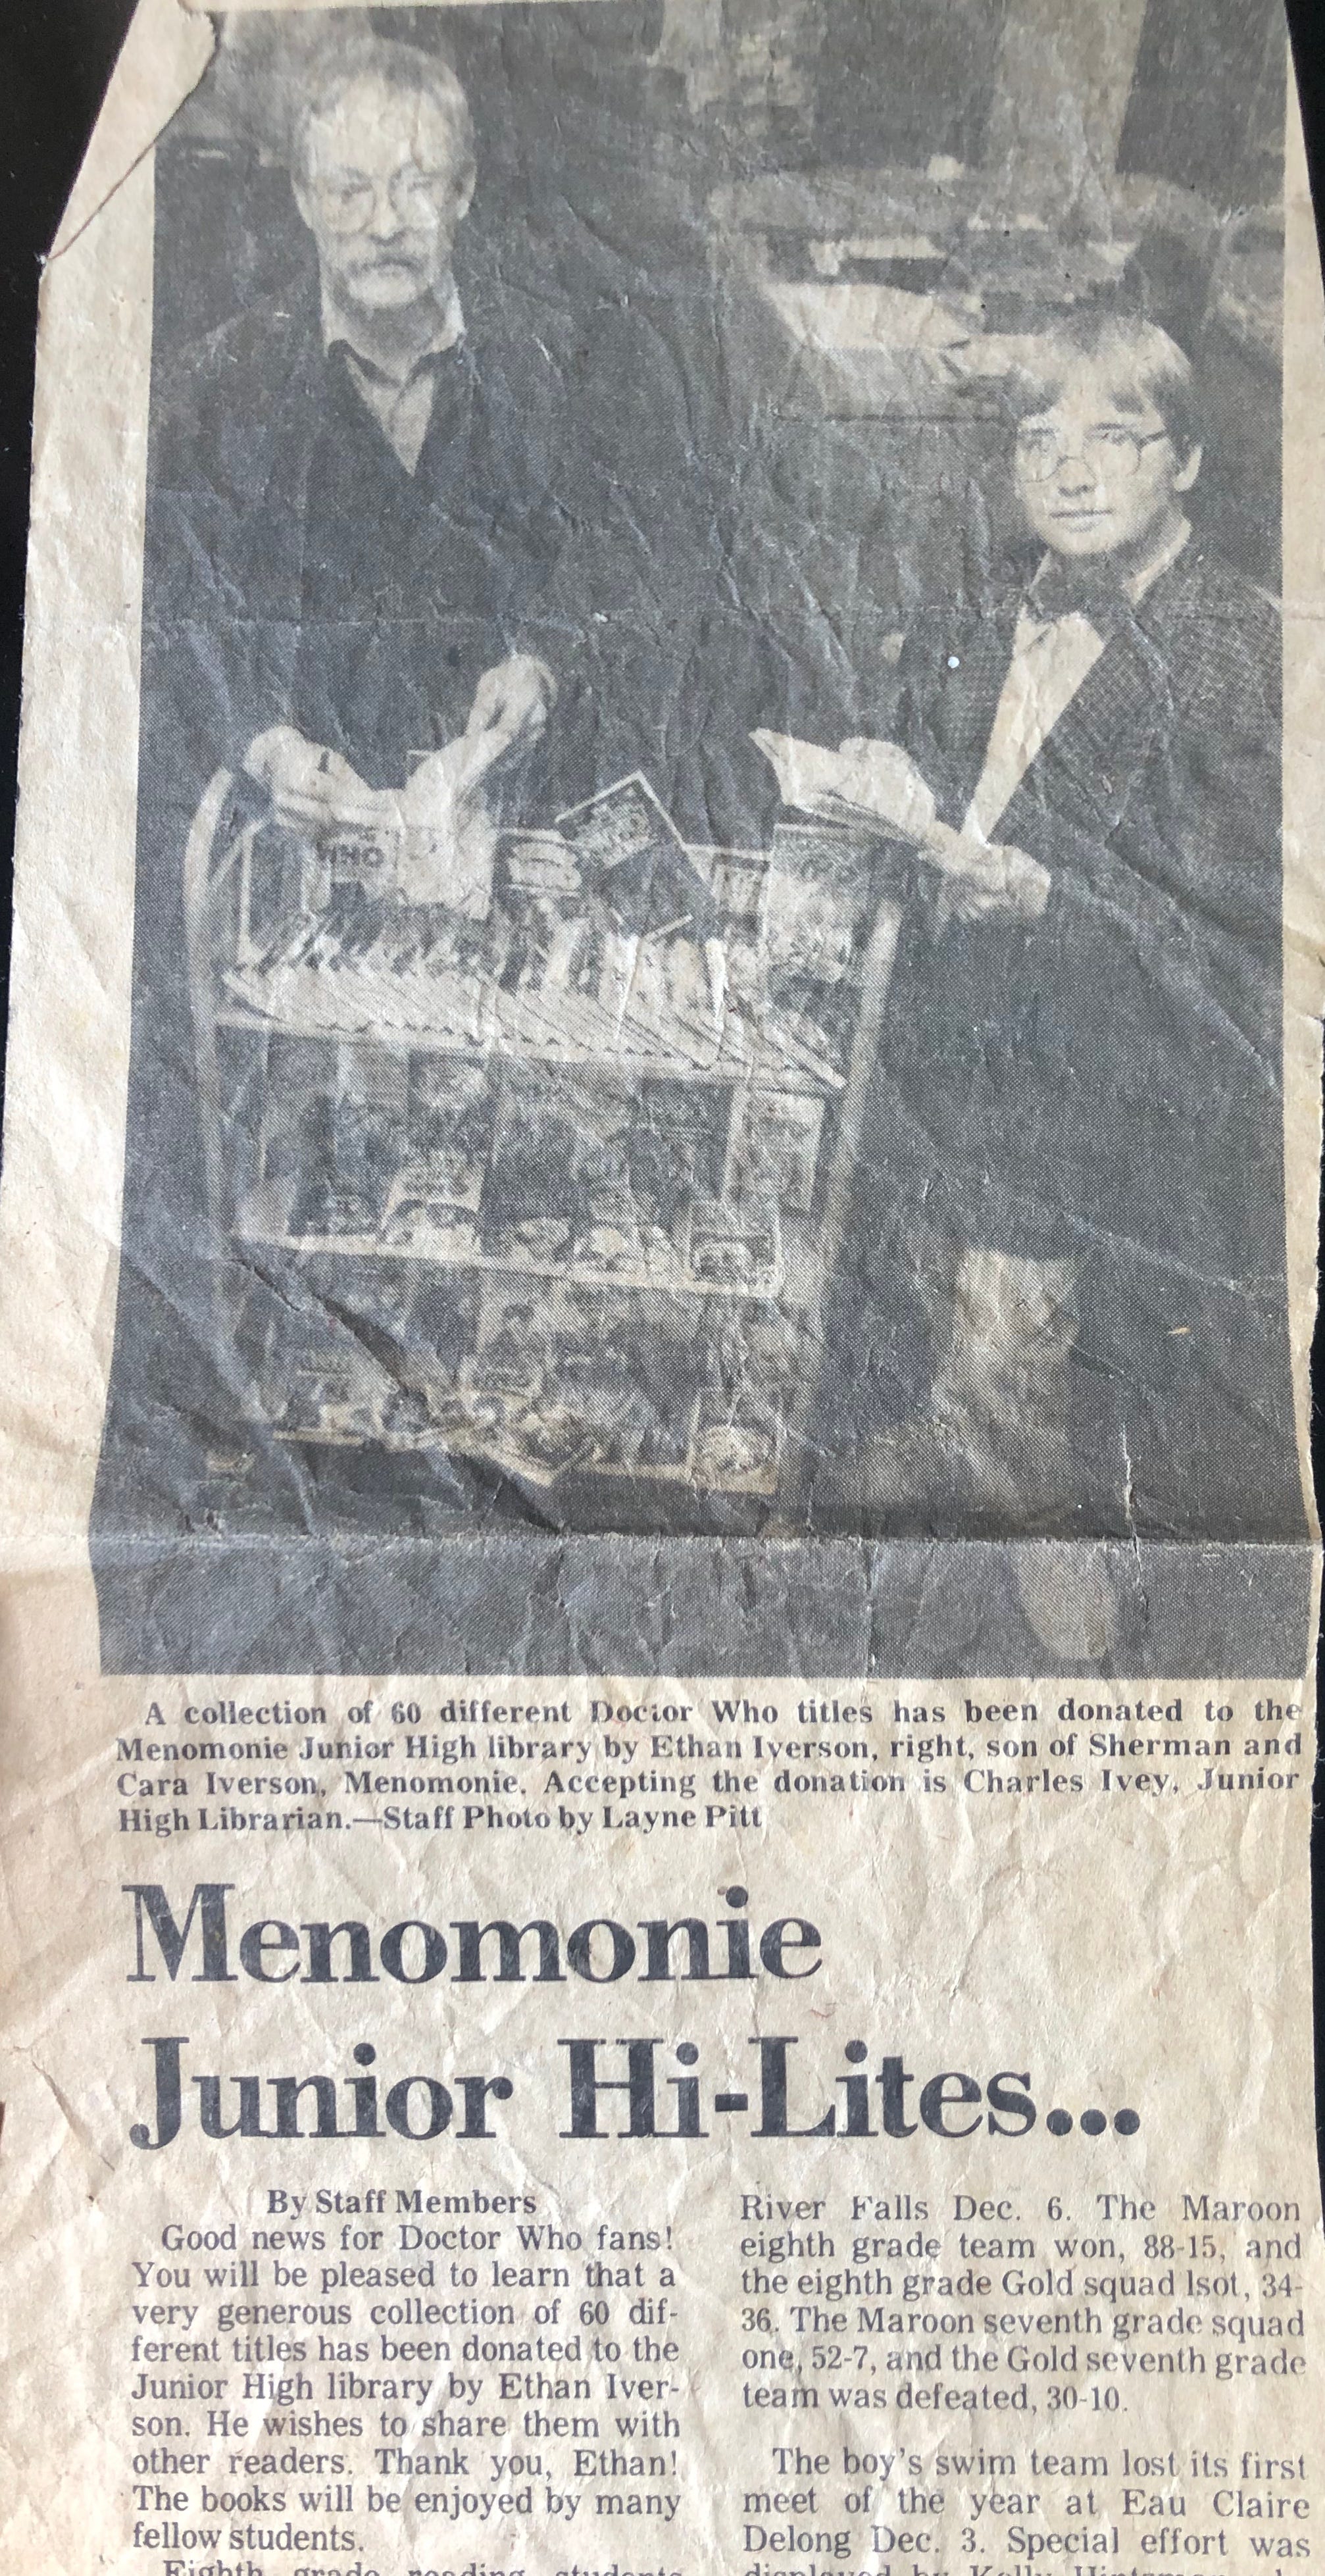 A collection of 60 different Doctor Who titles has been donated to the
Menomonie Junior High library by Ethan Iverson, right, son of Sherman and
Cara Iverson, Menomonie. Accepting the donation is Charles Ivey, Junior
High Librarian.—Staff Photo by Layne Pitt
Menomonie
Junior Hi-Lites...
By Staff Members
Good news for Doctor Who fans!
You will be pleased to learn that a
very generous collection of 60 dif-
ferent titles has been donated to the
Junior High library by Ethan Iver-
son. He wishes to share them with
other readers. Thank you, Ethan!
The books will be enjoyed by many
fellow students.
Eighth grade reading students
River Falls Dec. 6. The Maroon
eighth grade team won, 88-15, and
the eighth grade Gold squad lsot, 34-
36. The Maroon seventh grade squad
one, 52-7, and the Gold seventh grade
team was defeated, 30-10.
The boy's swim team lost its first
meet of the year at Eau Claire
Delong Dec. 3. Special effort was
displayed by Kelly